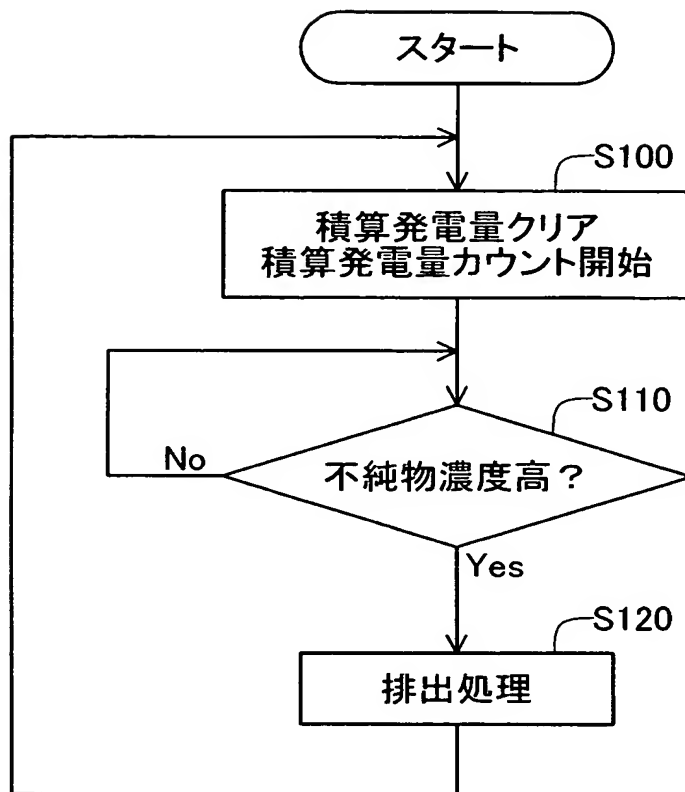 スタート
S100
積算発電量クリア
積算発電量カウント開始
S110
不純物濃度高？
No
Yes
S120
排出処理